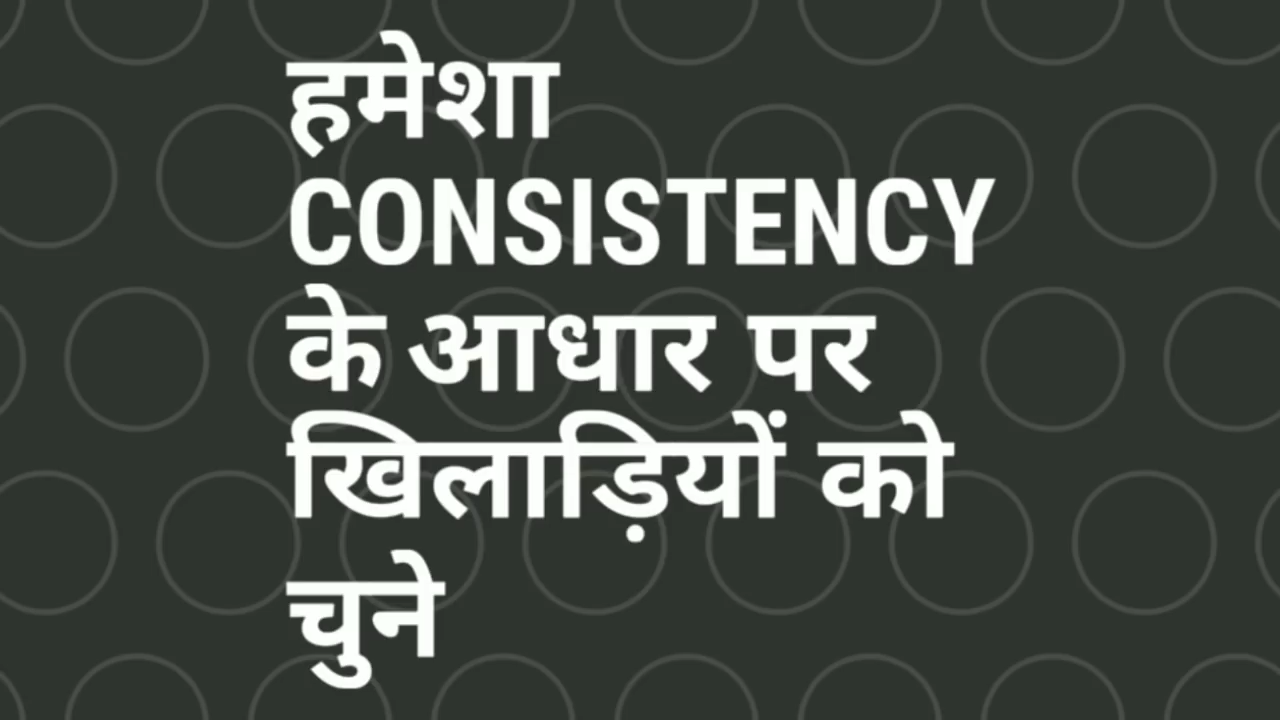 हमेशा
CONSISTENCY
के आधार पर
खिलाड़ियों को
चुने